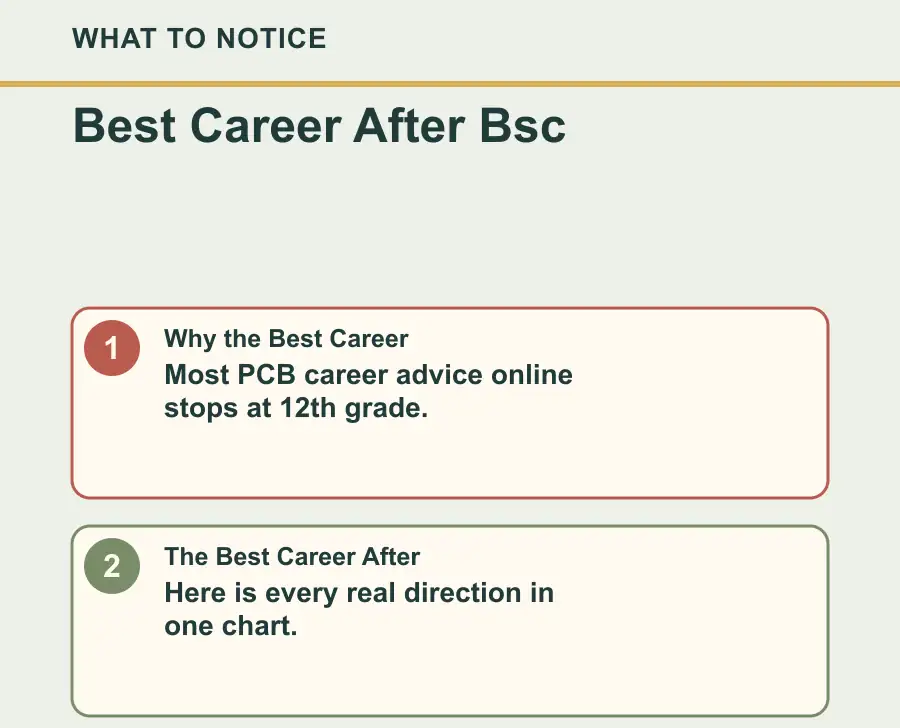 WHAT TO NOTICE
Best Career After Bsc
1
Why the Best Career
Most PCB career advice online
stops at 12th grade.
2
The Best Career After
Here is every real direction in
one chart.